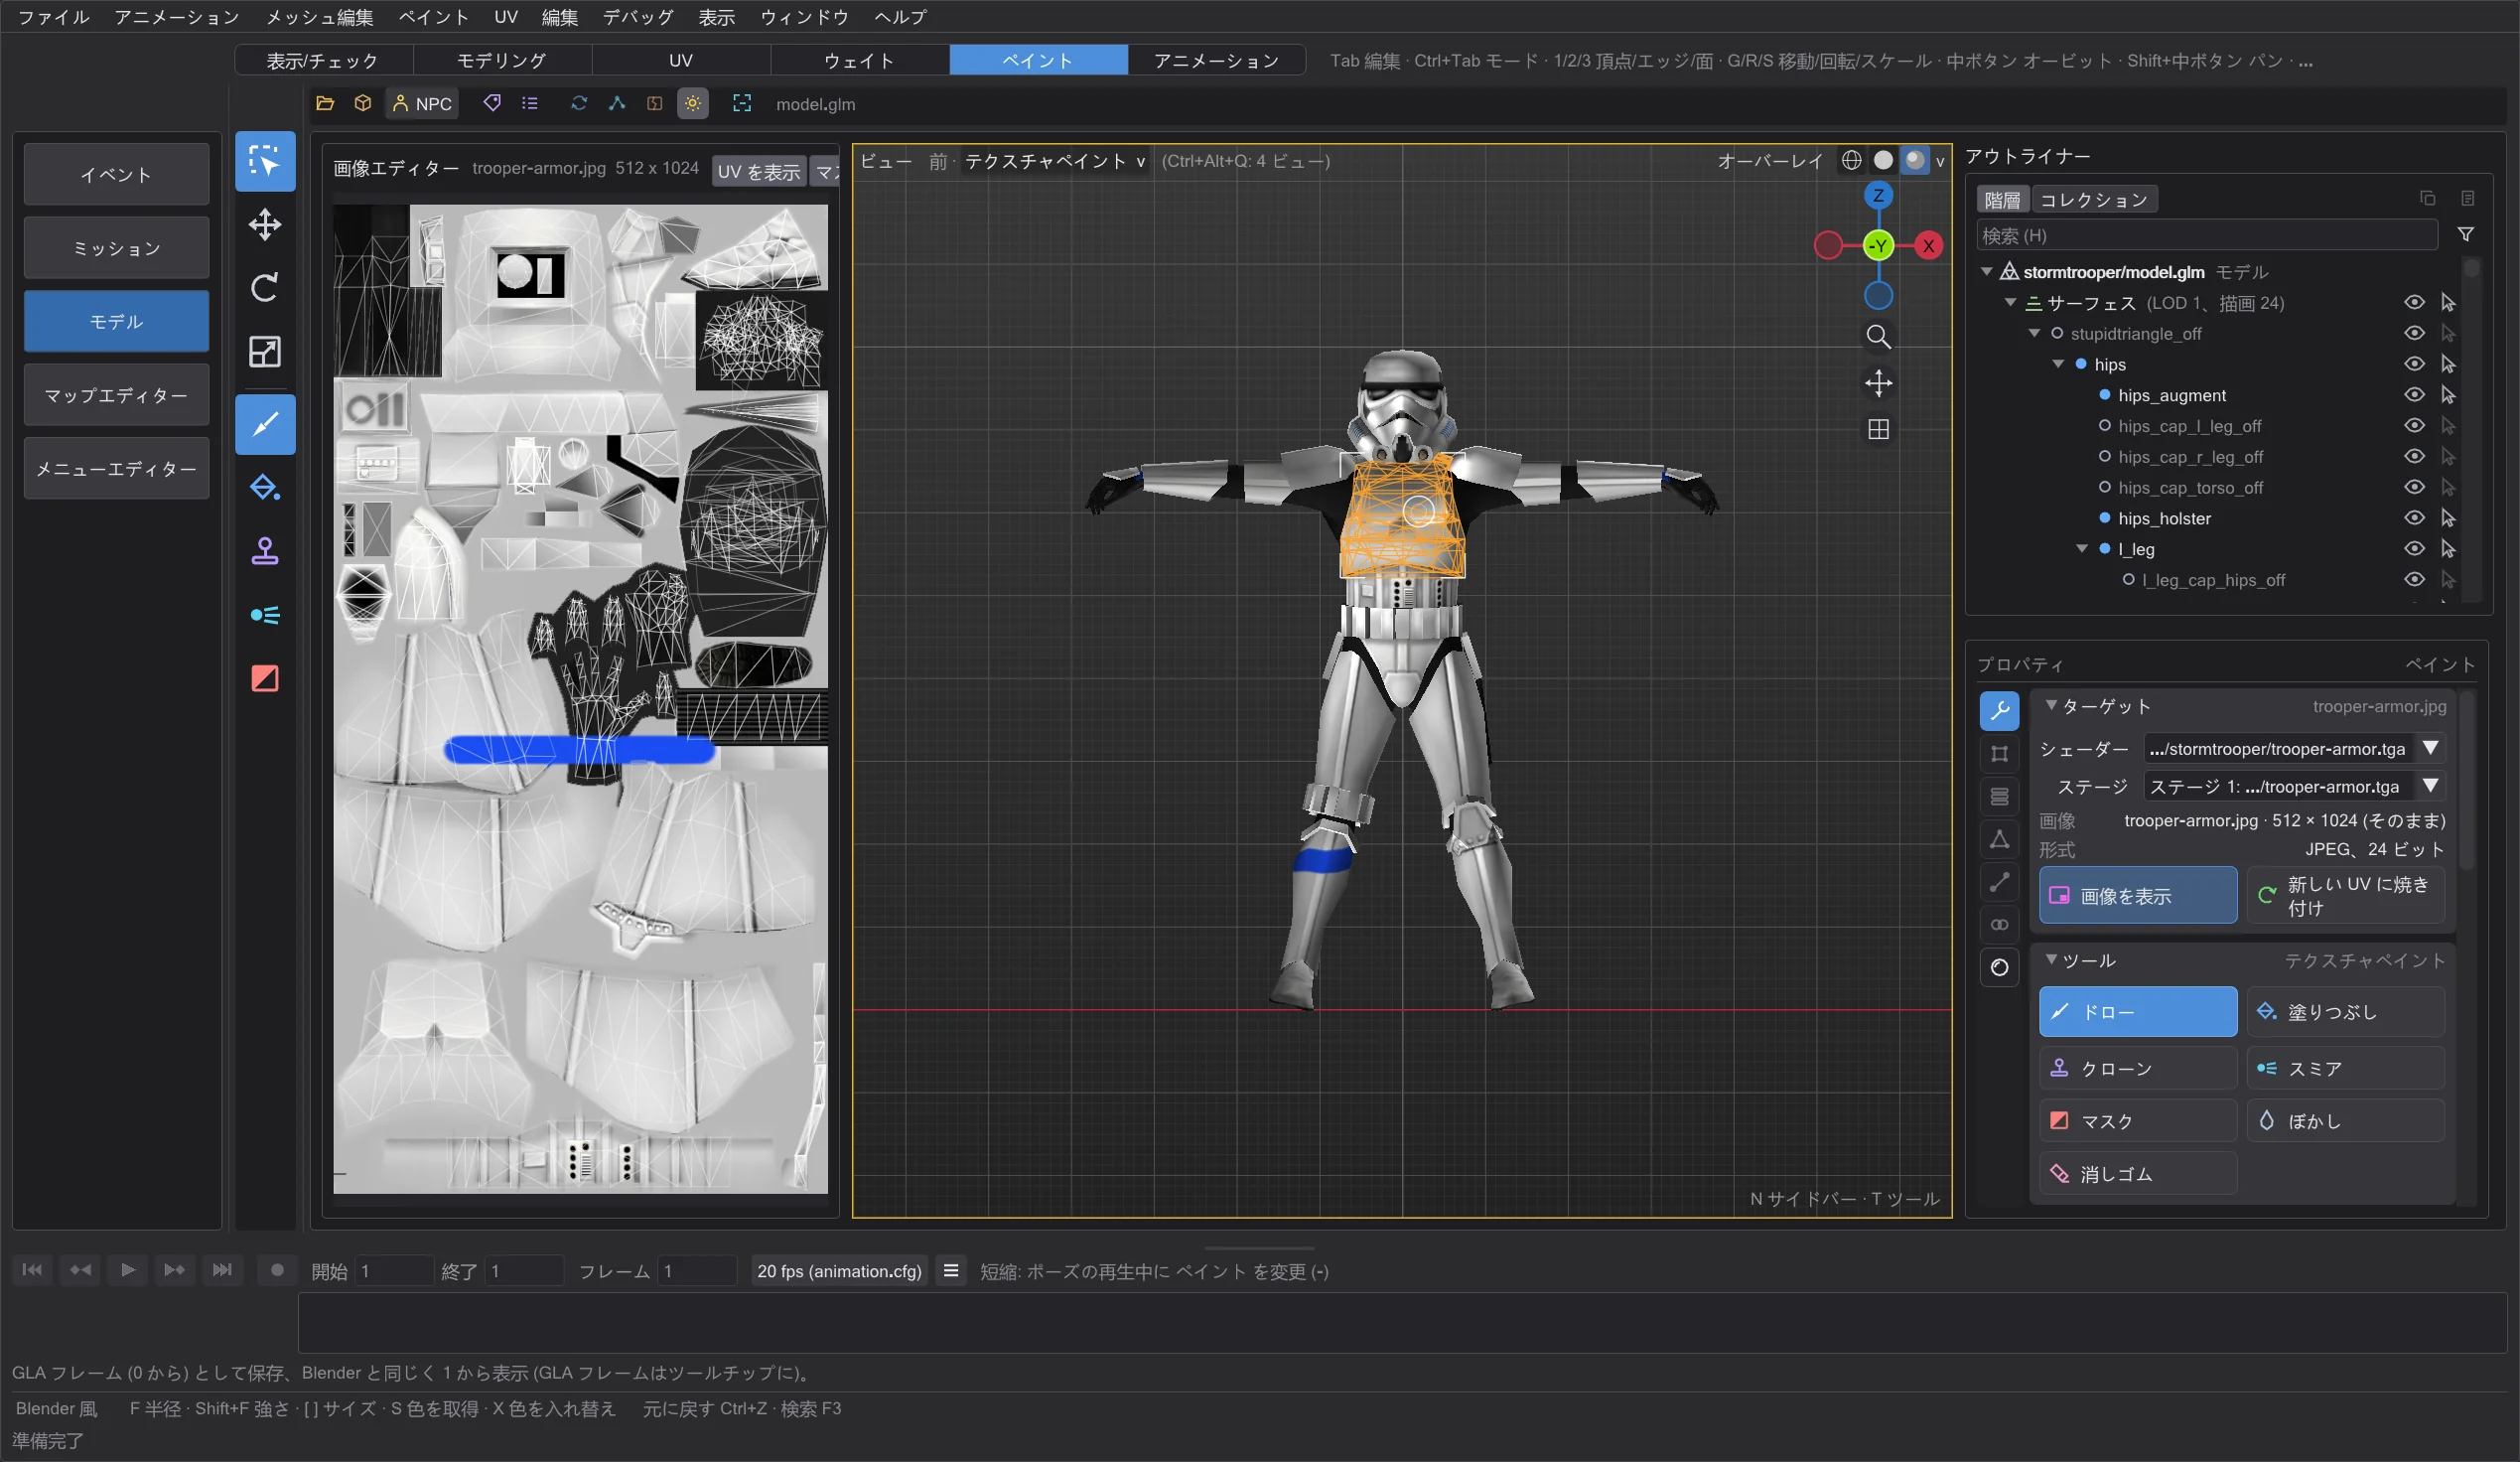 ファイル アニメーション メッシュ編集 ペイント UV 編集 デバッグ 表示 ウィンドウ ヘルプ
表示/チェック モデリング UV ウェイト ペイント アニメーション Tab 編集 · Ctrl+Tab モード · 1/2/3 頂点/エッジ/面 · G/R/S 移動/回転/スケール · 中ボタン オービット · Shift+中ボタン パン · ...
NPC model.glm
イベント
ミッション
モデル
マップエディター
メニューエディター
画像エディター trooper-armor.jpg 512 x 1024 UV を表示
ビュー 前 · テクスチャペイント v (Ctrl+Alt+Q: 4 ビュー) オーバーレイ v
Z
-Y X
N サイドバー · T ツール
アウトライナー
階層 コレクション
検索 (H)
stormtrooper/model.glm モデル
サーフェス (LOD 1、描画 24)
stupidtriangle_off
hips
hips_augment
hips_cap_l_leg_off
hips_cap_r_leg_off
hips_cap_torso_off
hips_holster
l_leg
l_leg_cap_hips_off
プロパティ ペイント
ターゲット trooper-armor.jpg
シェーダー .../stormtrooper/trooper-armor.tga
ステージ ステージ 1: .../trooper-armor.tga
画像 trooper-armor.jpg · 512 × 1024 (そのまま)
形式 JPEG、24 ビット
画像を表示 新しい UV に焼き
付け
ツール テクスチャペイント
ドロー 塗りつぶし
クローン スミア
マスク ぼかし
消しゴム
開始 1 終了 1 フレーム 1 20 fps (animation.cfg) 短縮: ポーズの再生中に ペイント を変更 (-)
GLA フレーム (0 から) として保存、Blender と同じく 1 から表示 (GLA フレームはツールチップに)。
Blender 風 F 半径 · Shift+F 強さ · [ ] サイズ · S 色を取得 · X 色を入れ替え 元に戻す Ctrl+Z · 検索 F3
準備完了